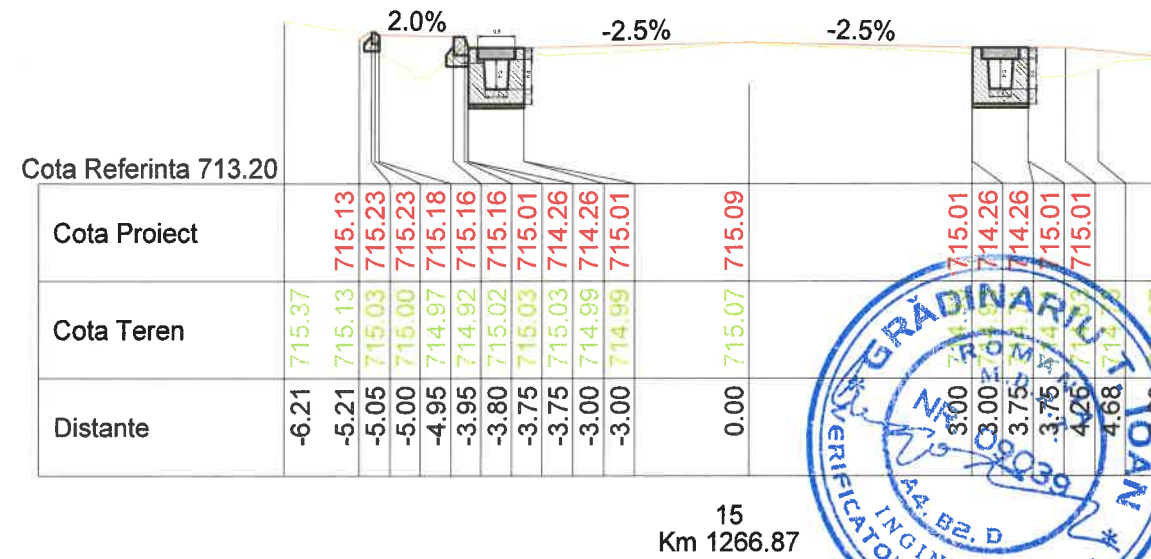 2.0% -2.5% -2.5%
Cota Referinta 713.20
Cota Proiect 715.13 715.23 715.23 715.18 715.16 715.16 715.01 714.26 714.26 715.01 715.09 715.01 714.26 714.26 715.01 715.01
Cota Teren 715.37 715.13 715.03 715.00 714.97 714.92 715.02 715.03 715.03 714.99 714.99 715.07
Distante -6.21 -5.21 -5.05 -5.00 -4.95 -3.95 -3.80 -3.75 -3.75 -3.00 -3.00 0.00 3.00 3.00 3.75 3.75 4.26 4.68
15
Km 1266.87
* GRĂDINARIU T. IOAN *
NR. 09039
A4, B2, D